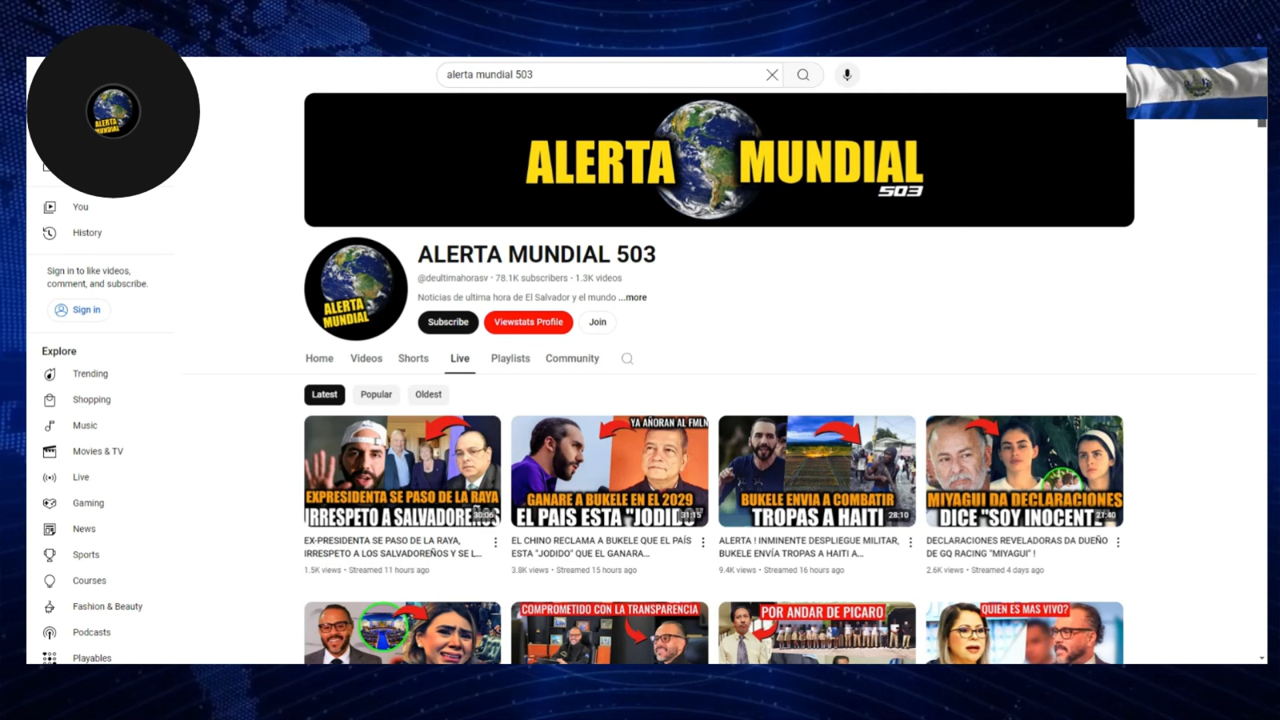 alerta mundial 503
ALERTA MUNDIAL
503
ALERTA
MUNDIAL
You
History
Sign in to like videos,
comment, and subscribe.
Sign in
Explore
Trending
Shopping
Music
Movies & TV
Live
Gaming
News
Sports
Courses
Fashion & Beauty
Podcasts
Playables
ALERTA
MUNDIAL
ALERTA MUNDIAL 503
@deultimahorasv • 78.1K subscribers • 1.3K videos
Noticias de ultima hora de El Salvador y el mundo ...more
Subscribe
Viewstats Profile
Join
Home Videos Shorts Live Playlists Community
Latest Popular Oldest
EXPRESIDENTA SE PASO DE LA RAYA
IRRESPETO A SALVADOREÑOS
30:06
EX-PRESIDENTA SE PASO DE LA RAYA,
IRRESPETO A LOS SALVADOREÑOS Y SE L...
1.5K views • Streamed 11 hours ago
YA AÑORAN AL FMLN
GANARE A BUKELE EN EL 2029
EL PAIS ESTA "JODIDO"
31:15
EL CHINO RECLAMA A BUKELE QUE EL PAÍS
ESTA "JODIDO" QUE EL GANARA...
3.8K views • Streamed 15 hours ago
BUKELE ENVIA A COMBATIR
TROPAS A HAITI
28:10
ALERTA ! INMINENTE DESPLIEGUE MILITAR,
BUKELE ENVÍA TROPAS A HAITI A...
9.4K views • Streamed 16 hours ago
MIYAGUI DA DECLARACIONES
DICE "SOY INOCENT
21:40
DECLARACIONES REVELADORAS DA DUEÑO
DE GQ RACING "MIYAGUI" !
2.6K views • Streamed 4 days ago
COMPROMETIDO CON LA TRANSPARENCIA
POR ANDAR DE PICARO
QUIEN ES MAS VIVO?